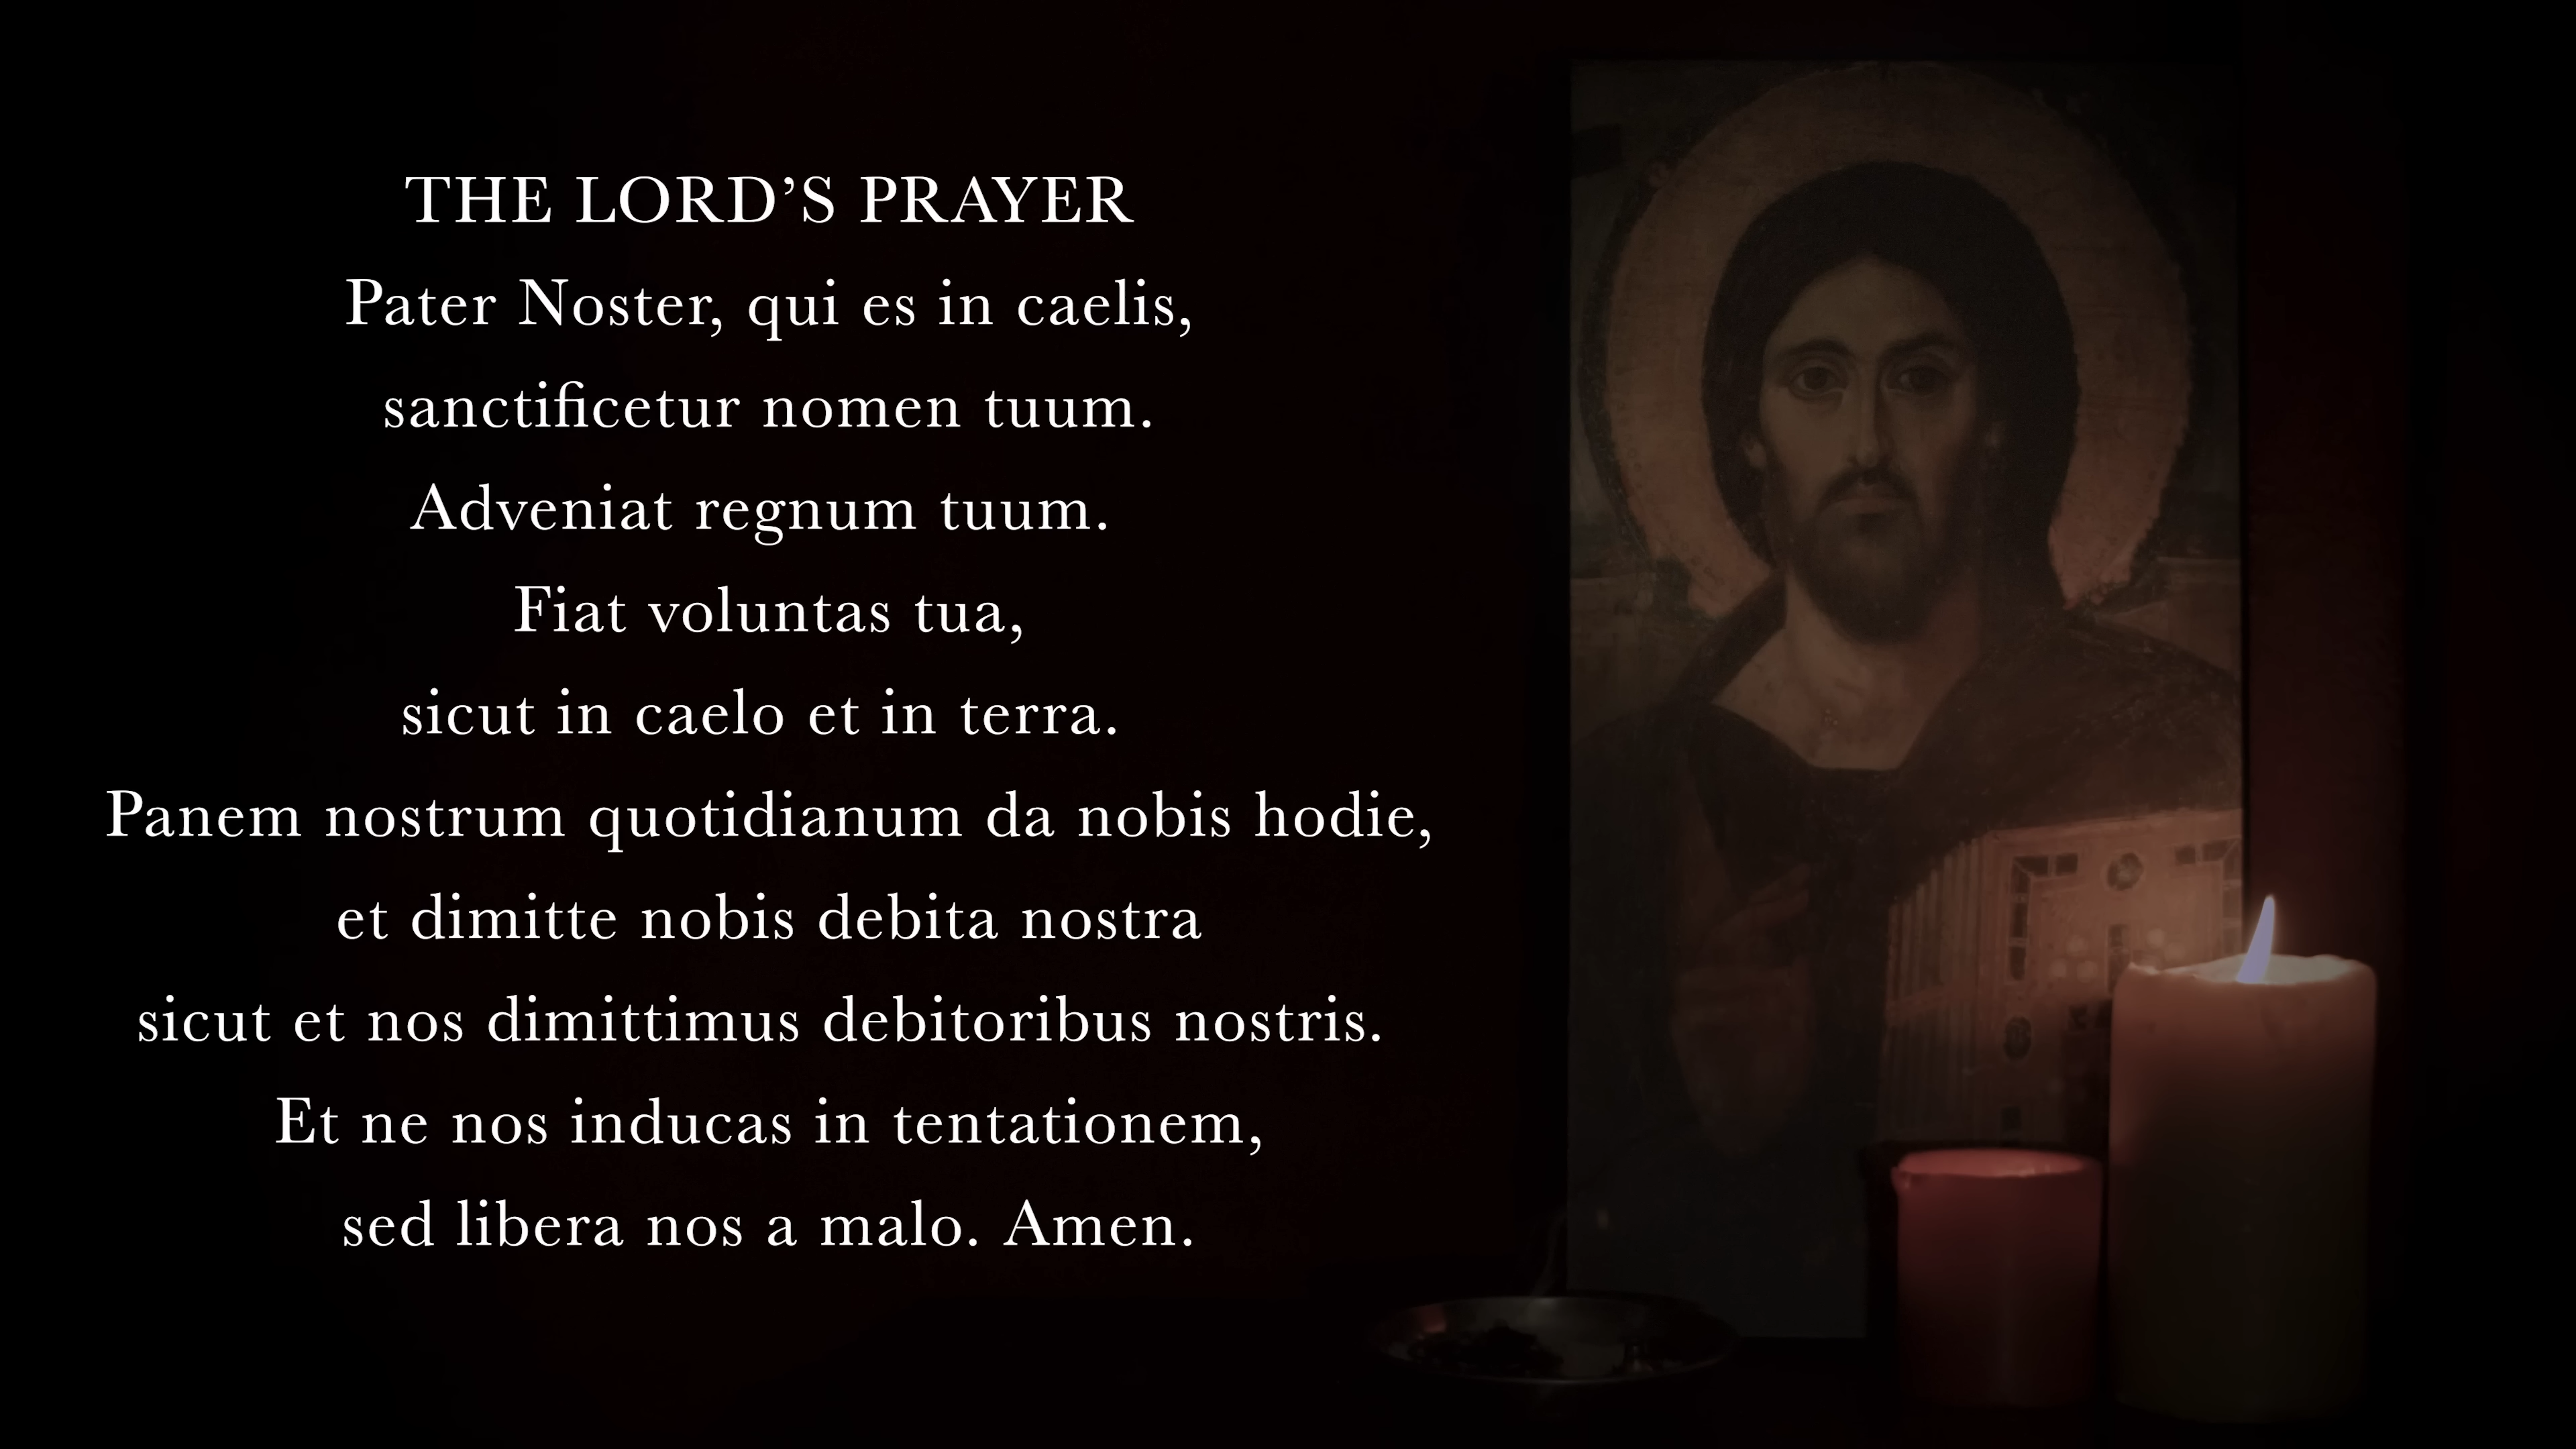 THE LORD’S PRAYER
Pater Noster, qui es in caelis,
sanctificetur nomen tuum.
Adveniat regnum tuum.
Fiat voluntas tua,
sicut in caelo et in terra.
Panem nostrum quotidianum da nobis hodie,
et dimitte nobis debita nostra
sicut et nos dimittimus debitoribus nostris.
Et ne nos inducas in tentationem,
sed libera nos a malo. Amen.